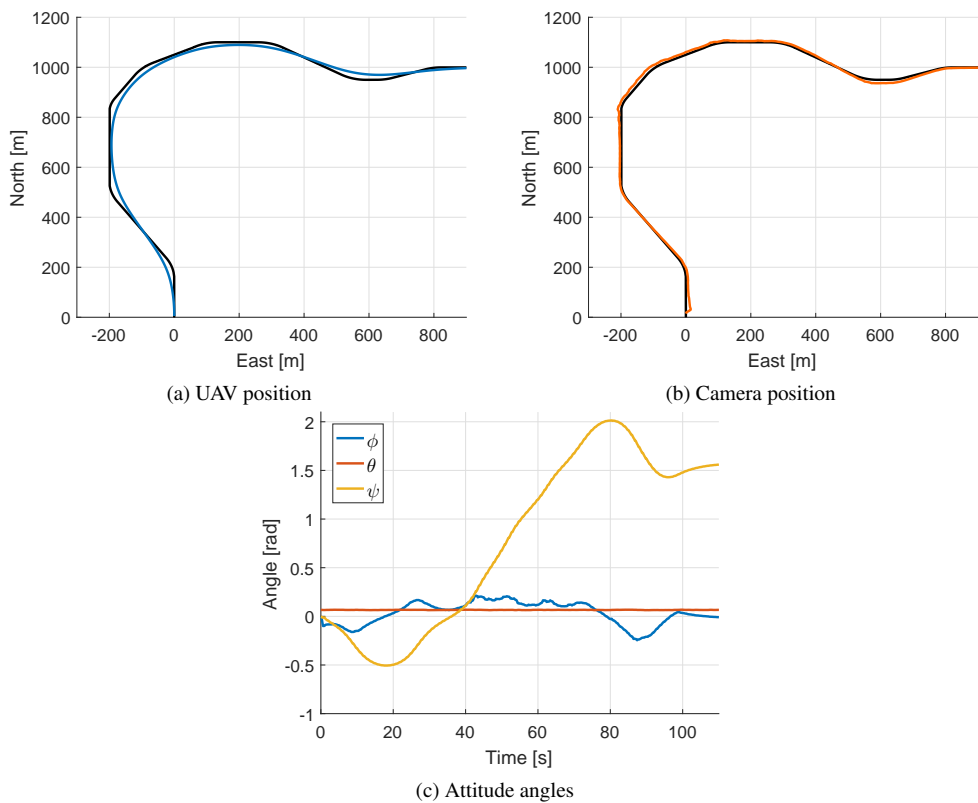 1200
1000
800
600
400
200
0
North [m]
-200 0 200 400 600 800
East [m]
(a) UAV position
1200
1000
800
600
400
200
0
North [m]
-200 0 200 400 600 800
East [m]
(b) Camera position
2
1.5
1
0.5
0
-0.5
-1
Angle [rad]
ϕ
θ
ψ
0 20 40 60 80 100
Time [s]
(c) Attitude angles